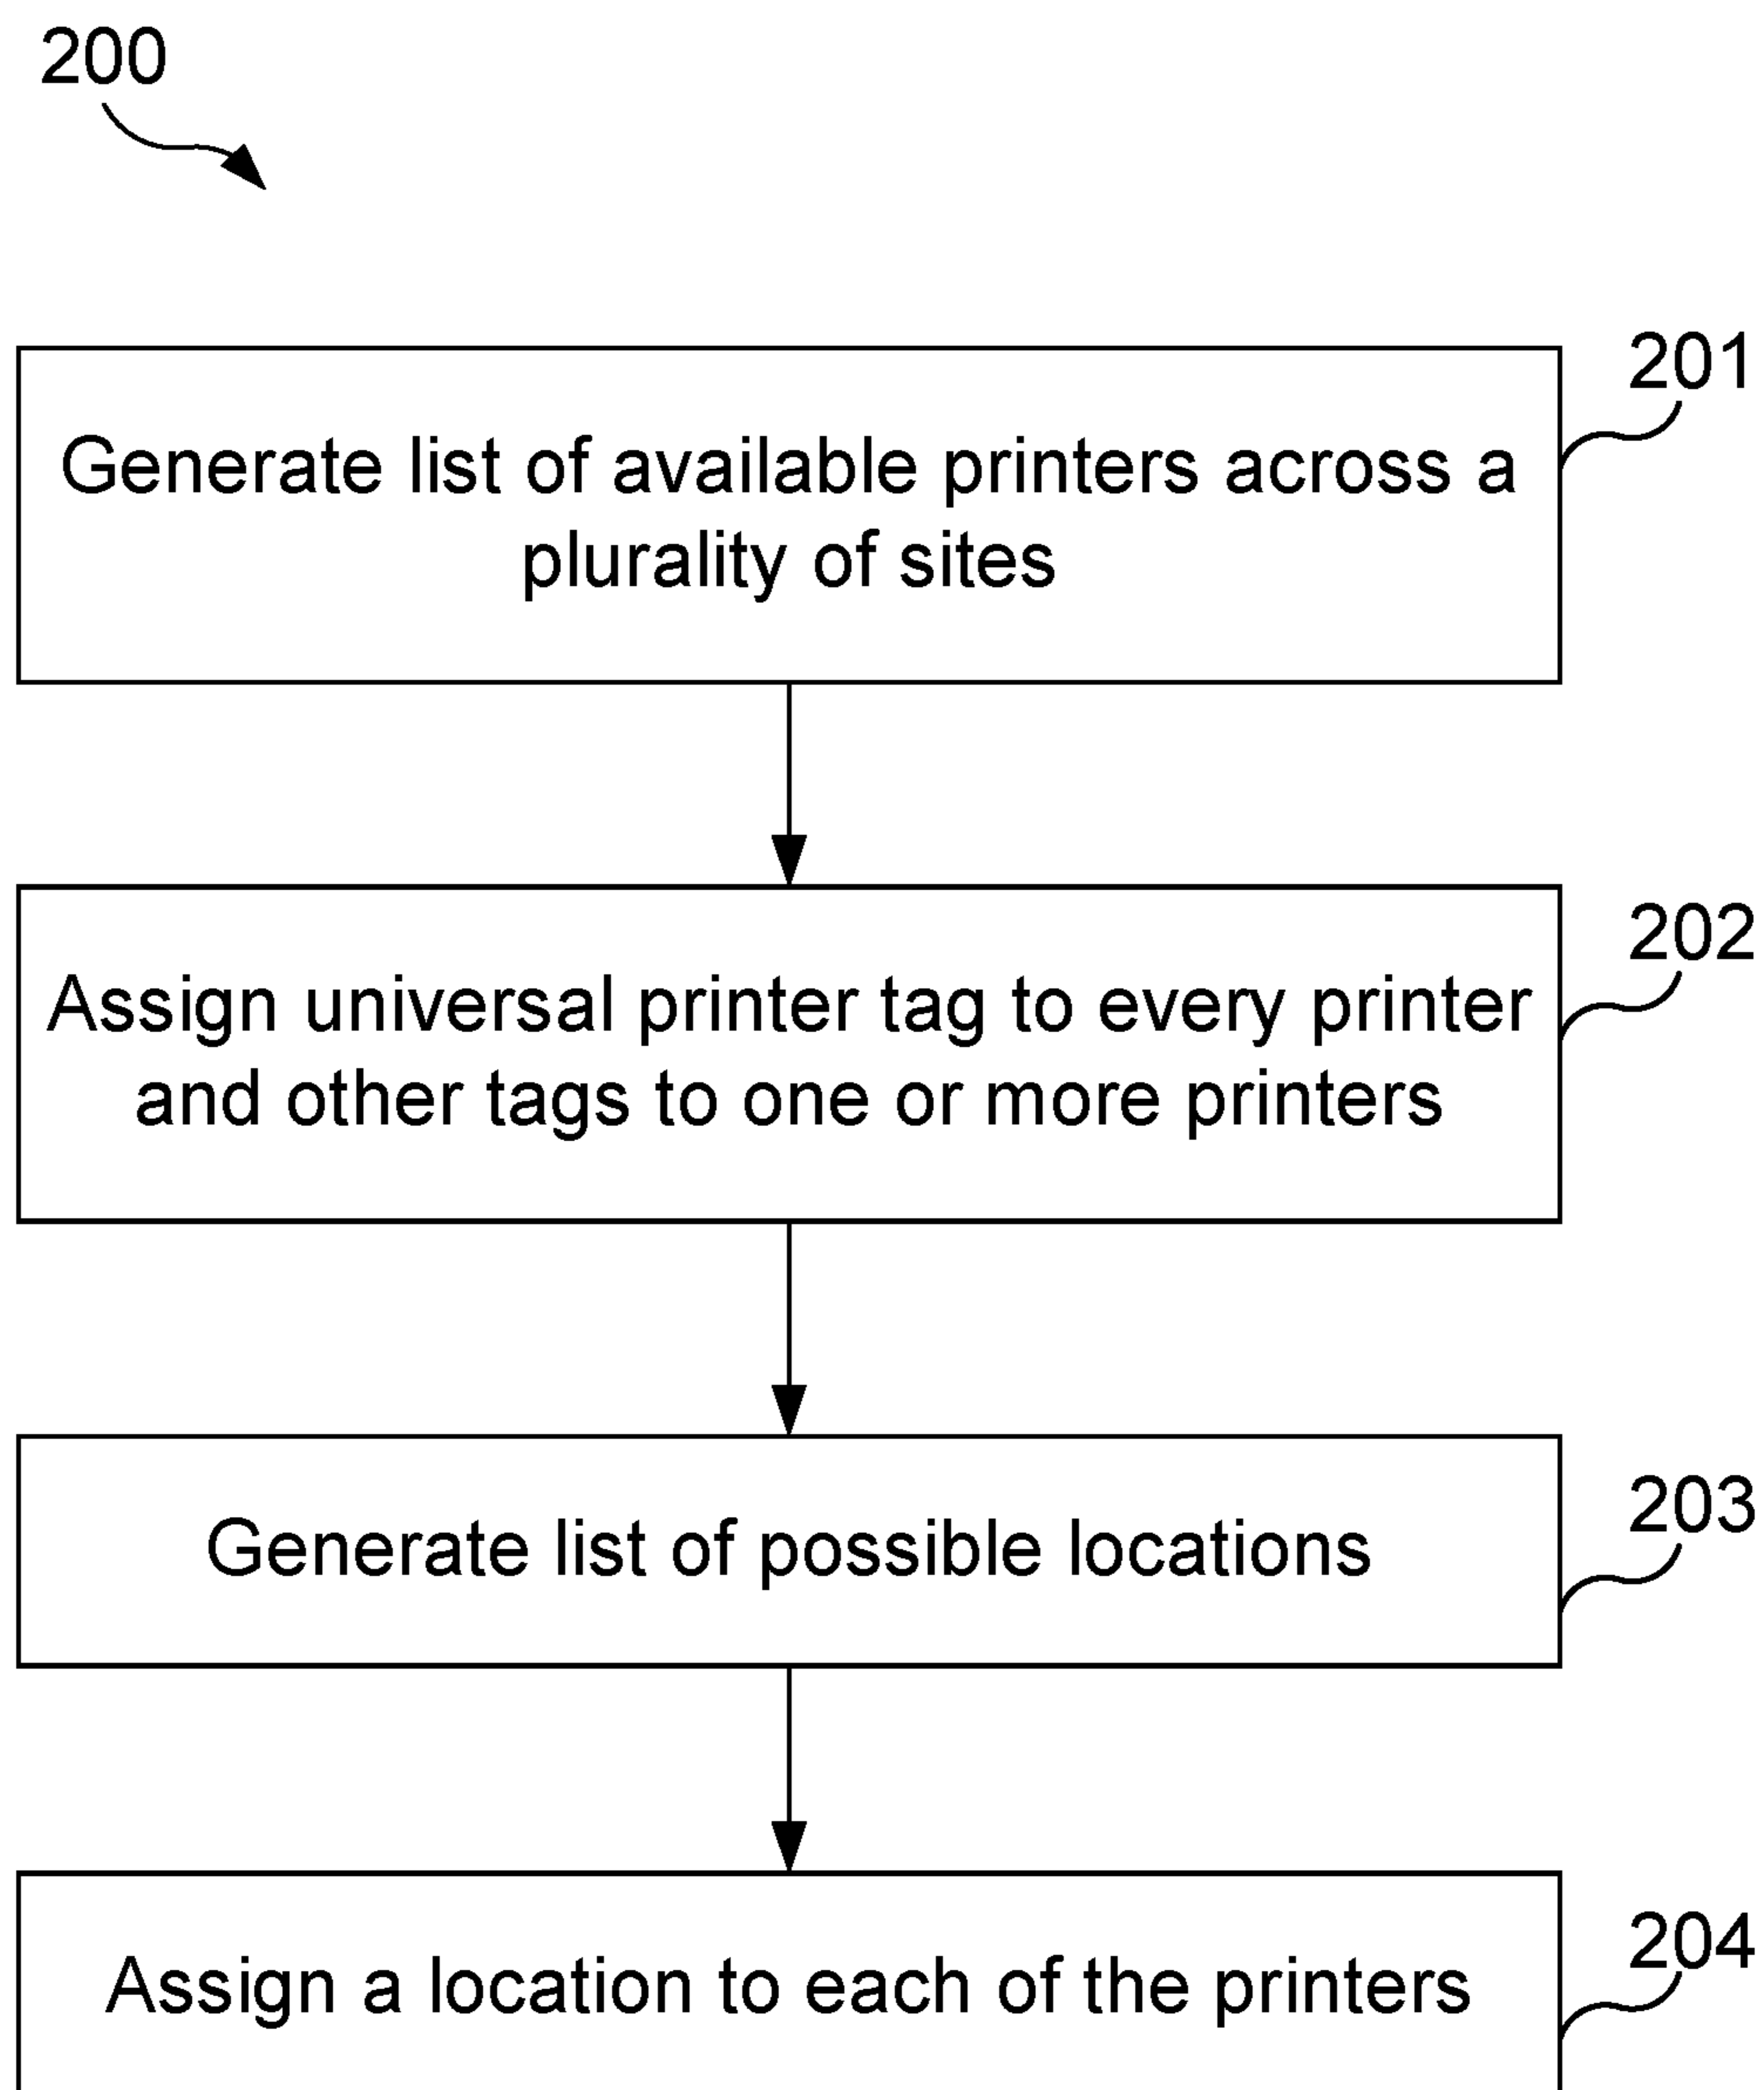 200
201
Generate list of available printers across a
plurality of sites
202
Assign universal printer tag to every printer
and other tags to one or more printers
203
Generate list of possible locations
204
Assign a location to each of the printers